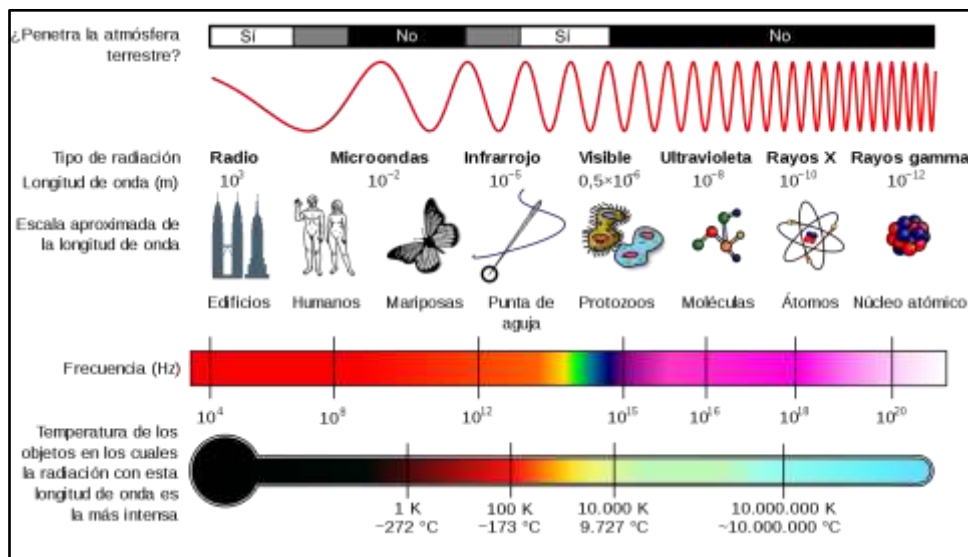 ¿Penetra la atmósfera terrestre?
Sí No Sí No
Tipo de radiación Radio Microondas Infrarrojo Visible Ultravioleta Rayos X Rayos gamma
Longitud de onda (m) 10³ 10⁻² 10⁻⁵ 0,5×10⁻⁶ 10⁻⁸ 10⁻¹⁰ 10⁻¹²
Escala aproximada de la longitud de onda
Edificios Humanos Mariposas Punta de aguja Protozoos Moléculas Átomos Núcleo atómico
Frecuencia (Hz)
10⁴ 10⁸ 10¹² 10¹⁵ 10¹⁶ 10¹⁸ 10²⁰
Temperatura de los objetos en los cuales la radiación con esta longitud de onda es la más intensa
1 K 100 K 10.000 K 10.000.000 K
−272 °C −173 °C 9.727 °C ~10.000.000 °C